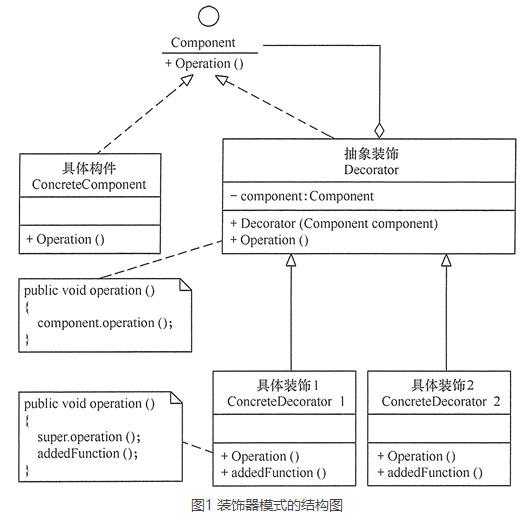 Component
+ Operation ()
具体构件
ConcreteComponent
+ Operation ()
抽象装饰
Decorator
- component:Component
+ Decorator (Component component)
+ Operation ()
public void operation ()
{
component.operation ();
}
具体装饰1
ConcreteDecorator 1
+ Operation ()
+ addedFunction ()
具体装饰2
ConcreteDecorator 2
+ Operation ()
+ addedFunction ()
public void operation ()
{
super.operation ();
addedFunction ();
}
图1 装饰器模式的结构图